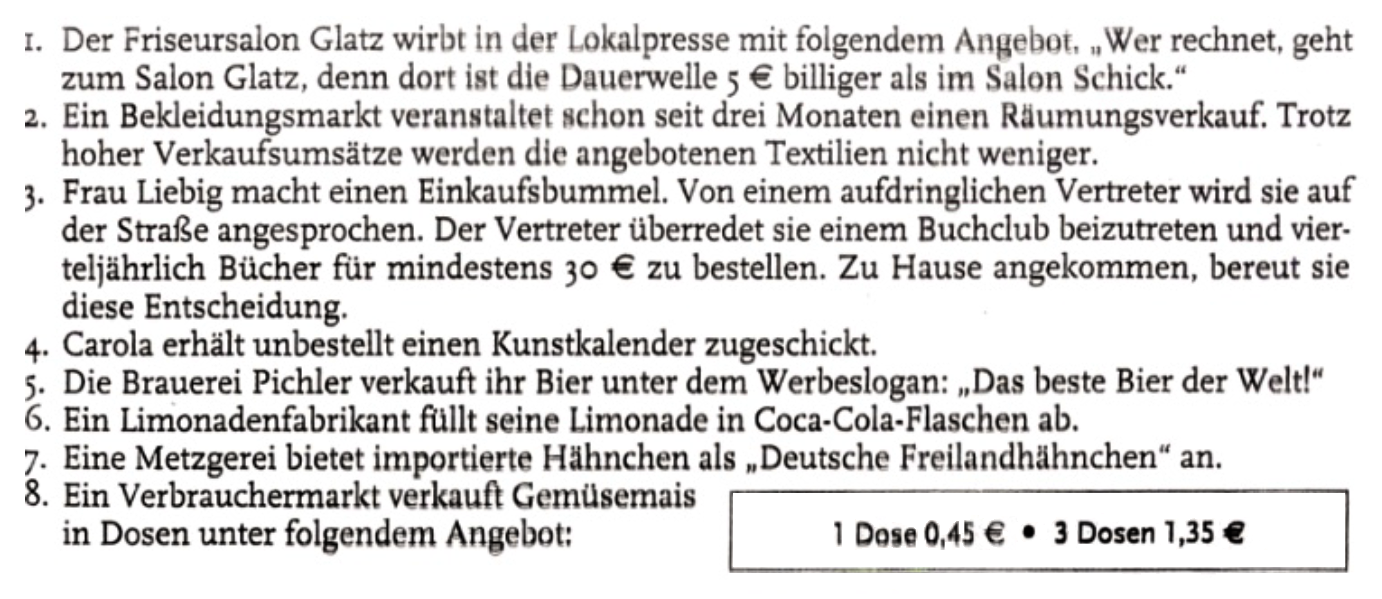 1. Der Friseursalon Glatz wirbt in der Lokalpresse mit folgendem Angebot. „Wer rechnet, geht
zum Salon Glatz, denn dort ist die Dauerwelle 5 € billiger als im Salon Schick.“
2. Ein Bekleidungsmarkt veranstaltet schon seit drei Monaten einen Räumungsverkauf. Trotz
hoher Verkaufsumsätze werden die angebotenen Textilien nicht weniger.
3. Frau Liebig macht einen Einkaufsbummel. Von einem aufdringlichen Vertreter wird sie auf
der Straße angesprochen. Der Vertreter überredet sie einem Buchclub beizutreten und vier-
teljährlich Bücher für mindestens 30 € zu bestellen. Zu Hause angekommen, bereut sie
diese Entscheidung.
4. Carola erhält unbestellt einen Kunstkalender zugeschickt.
5. Die Brauerei Pichler verkauft ihr Bier unter dem Werbeslogan: „Das beste Bier der Welt!“
6. Ein Limonadenfabrikant füllt seine Limonade in Coca-Cola-Flaschen ab.
7. Eine Metzgerei bietet importierte Hähnchen als „Deutsche Freilandhähnchen“ an.
8. Ein Verbrauchermarkt verkauft Gemüsemais
in Dosen unter folgendem Angebot:
1 Dose 0,45 € • 3 Dosen 1,35 €